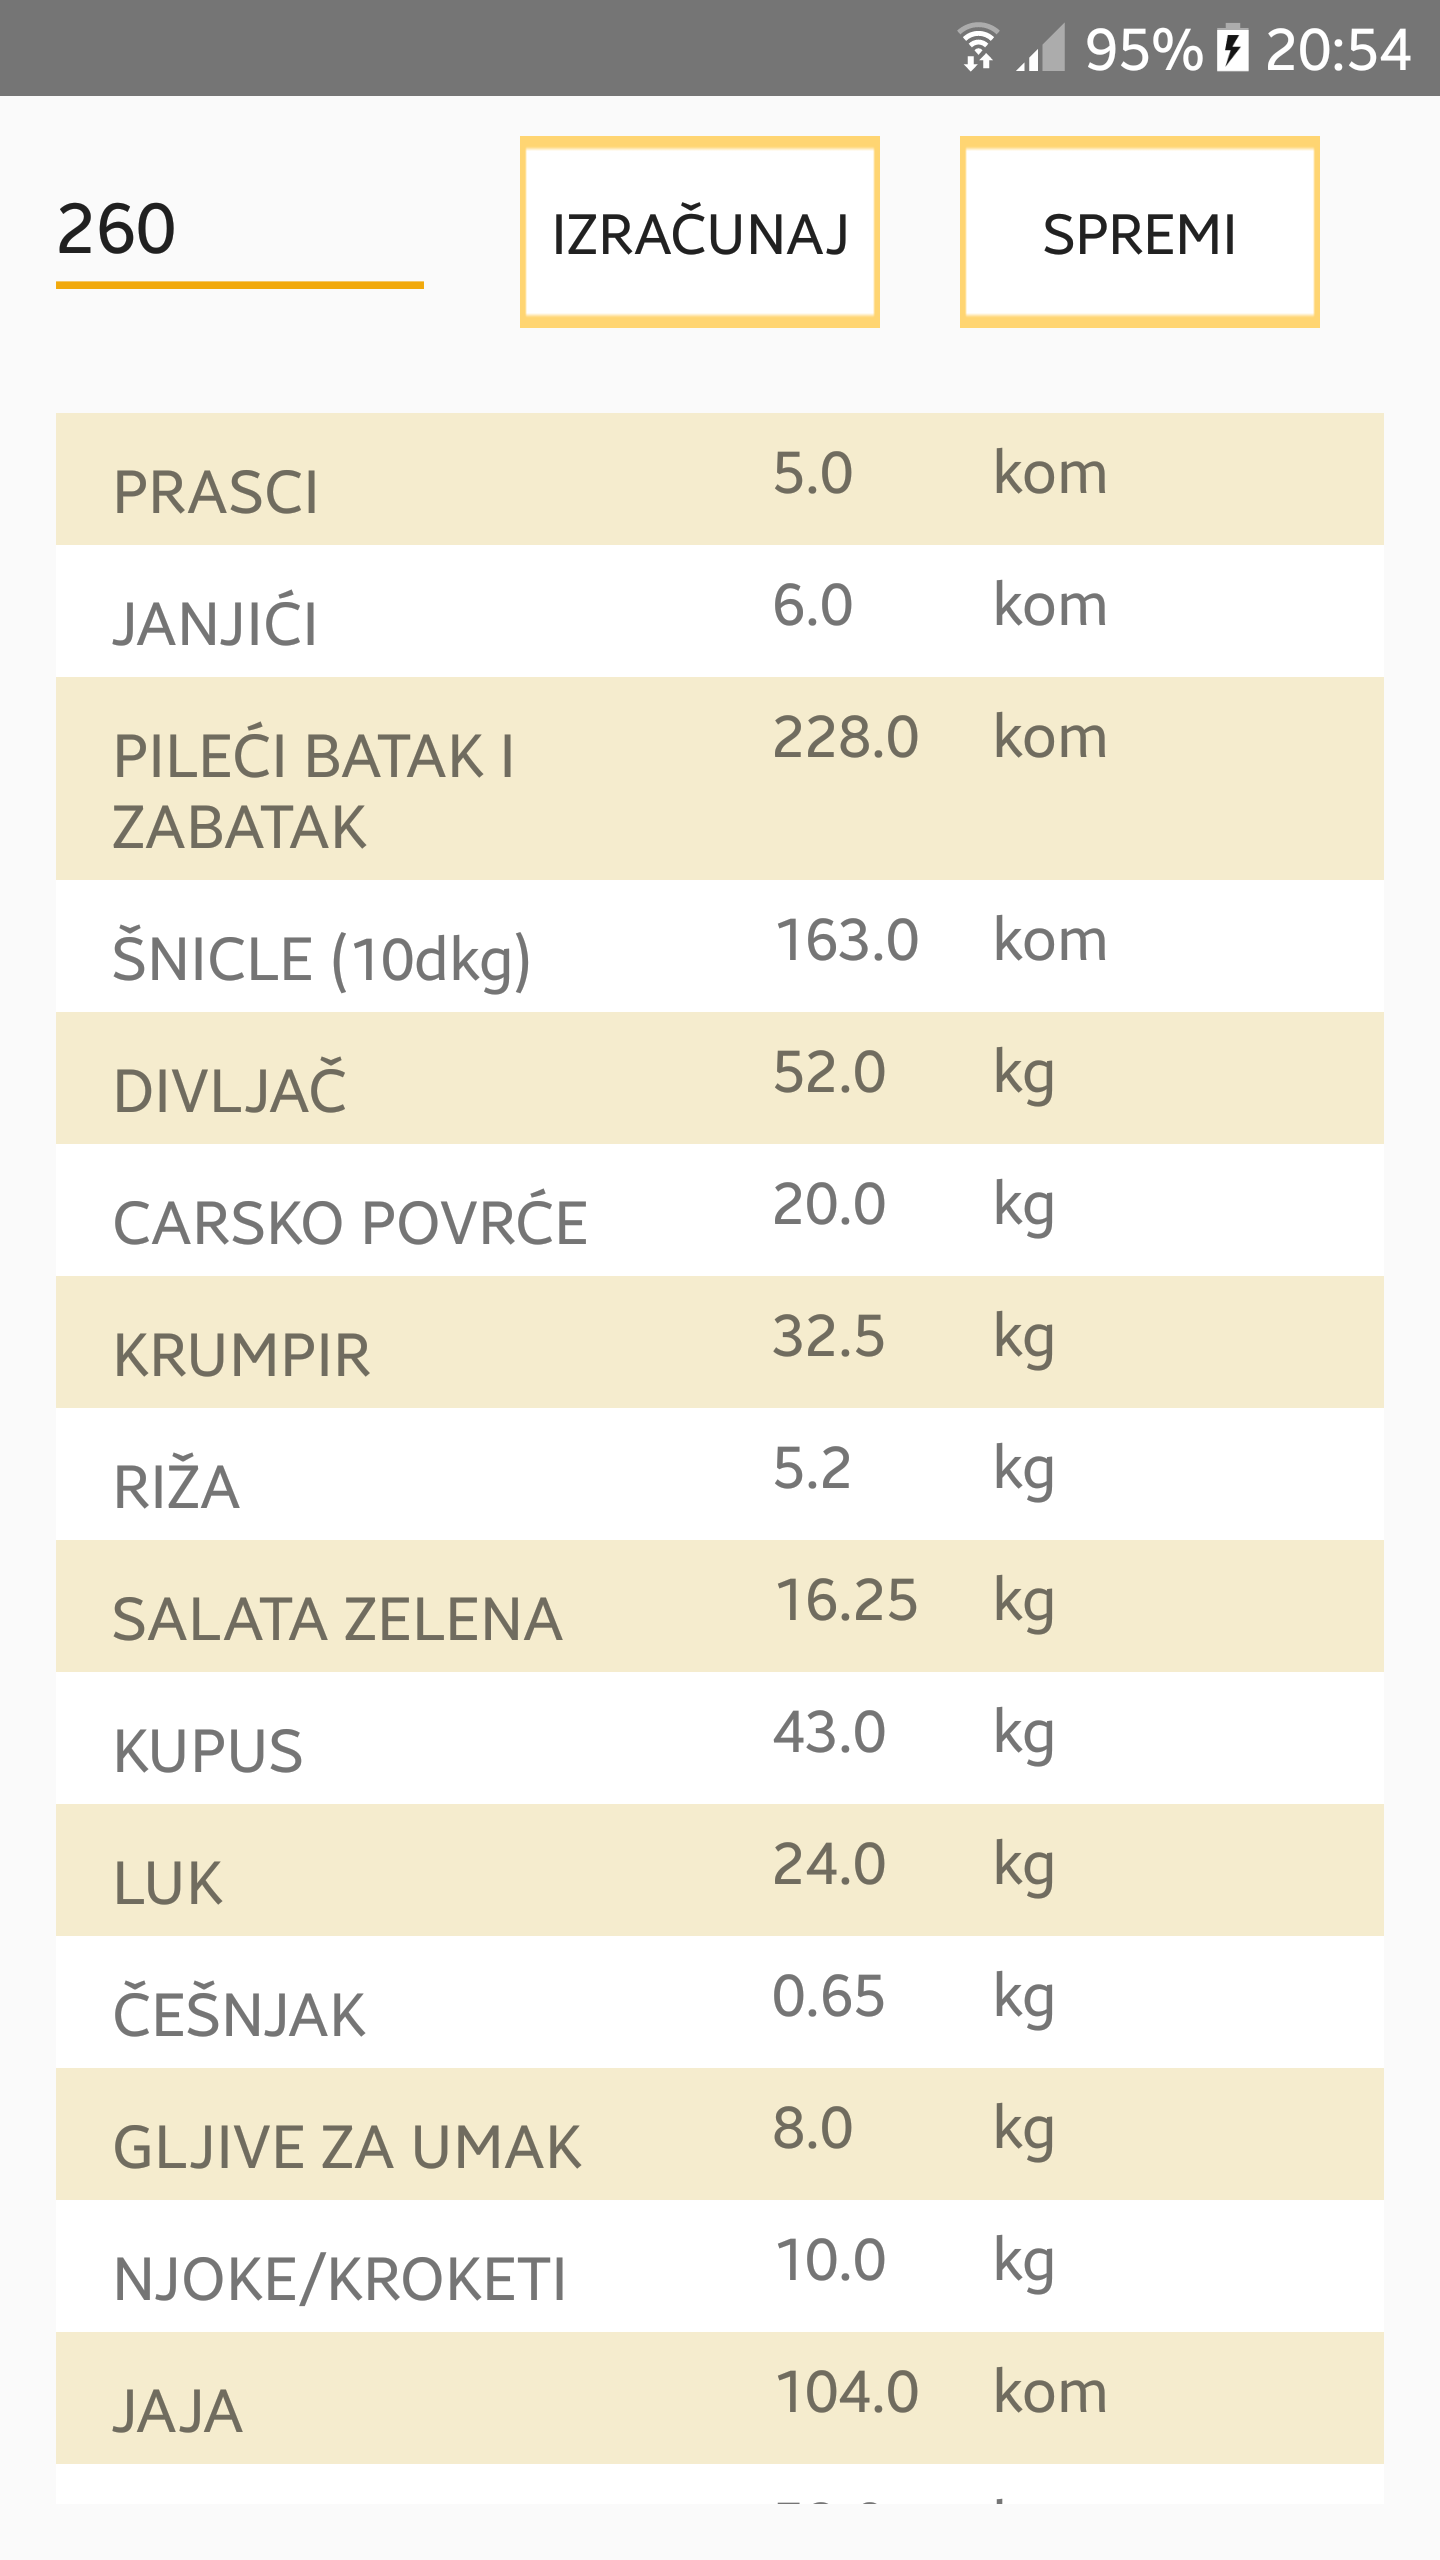 95% 20:54
260 IZRAČUNAJ SPREMI
PRASCI 5.0 kom
JANJIĆI 6.0 kom
PILEĆI BATAK I 228.0 kom
ZABATAK
ŠNICLE (10dkg) 163.0 kom
DIVLJAČ 52.0 kg
CARSKO POVRĆE 20.0 kg
KRUMPIR 32.5 kg
RIŽA 5.2 kg
SALATA ZELENA 16.25 kg
KUPUS 43.0 kg
LUK 24.0 kg
ČEŠNJAK 0.65 kg
GLJIVE ZA UMAK 8.0 kg
NJOKE/KROKETI 10.0 kg
JAJA 104.0 kom